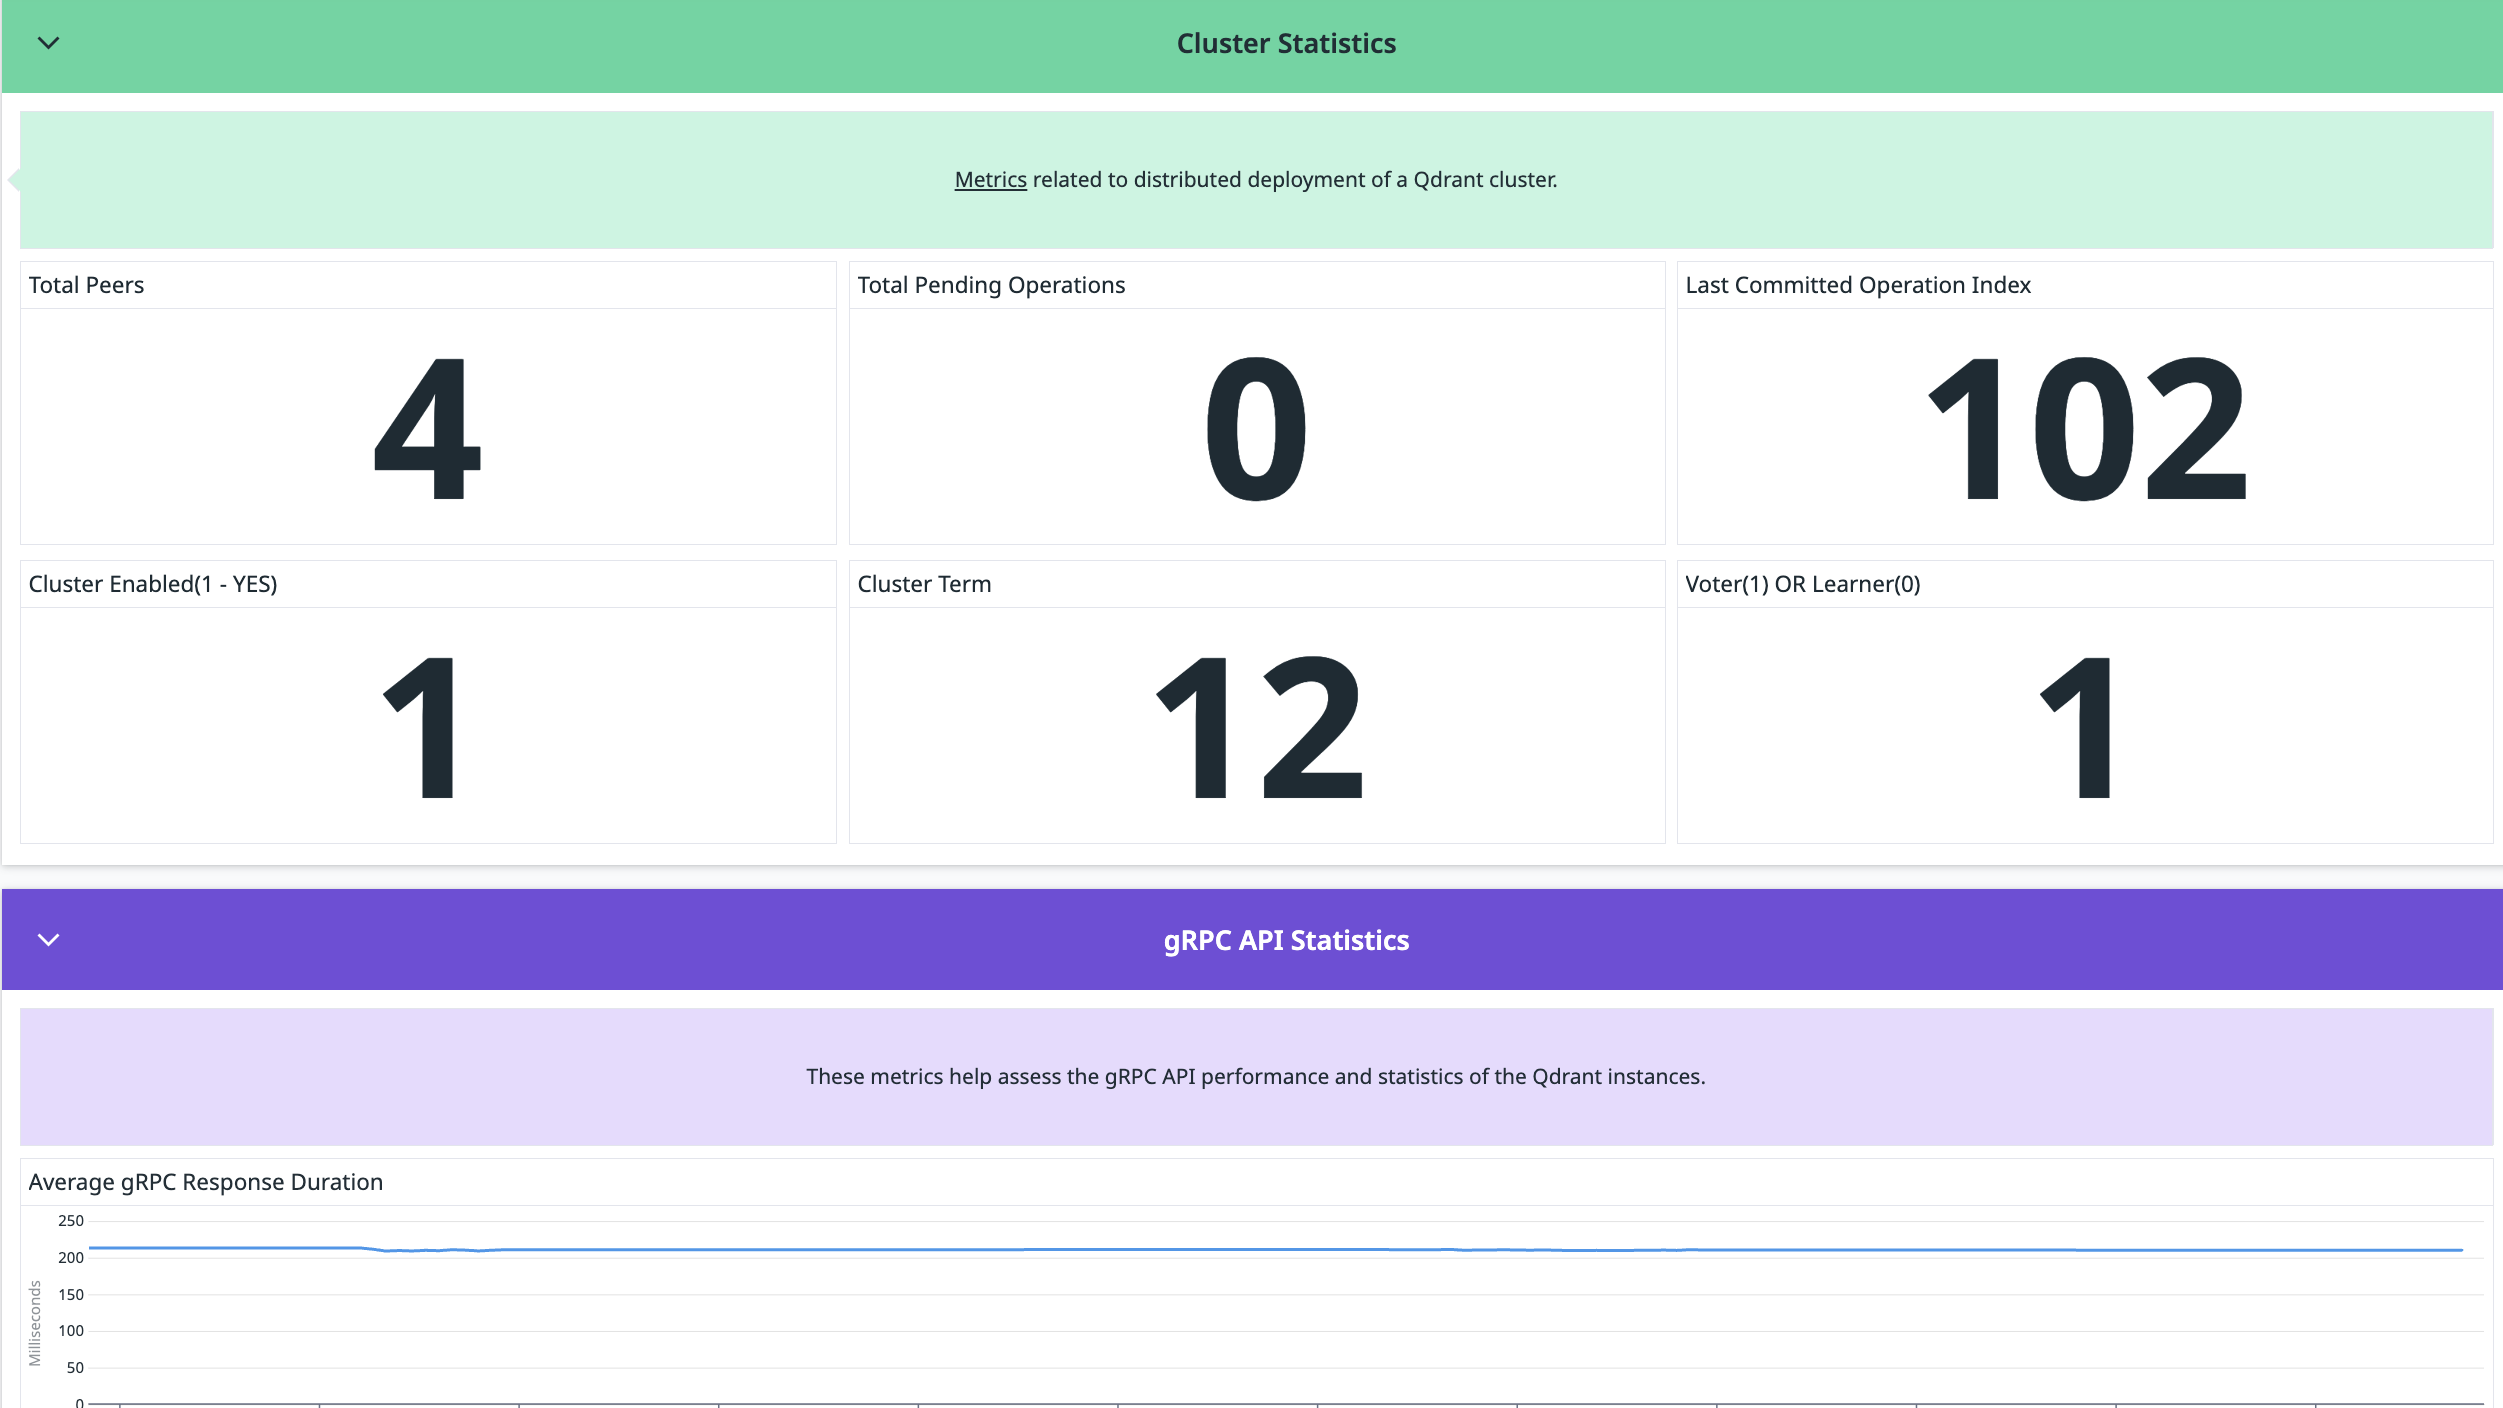 Cluster Statistics
Metrics related to distributed deployment of a Qdrant cluster.
Total Peers
4
Total Pending Operations
0
Last Committed Operation Index
102
Cluster Enabled(1 - YES)
1
Cluster Term
12
Voter(1) OR Learner(0)
1
gRPC API Statistics
These metrics help assess the gRPC API performance and statistics of the Qdrant instances.
Average gRPC Response Duration
Milliseconds
250
200
150
100
50
0